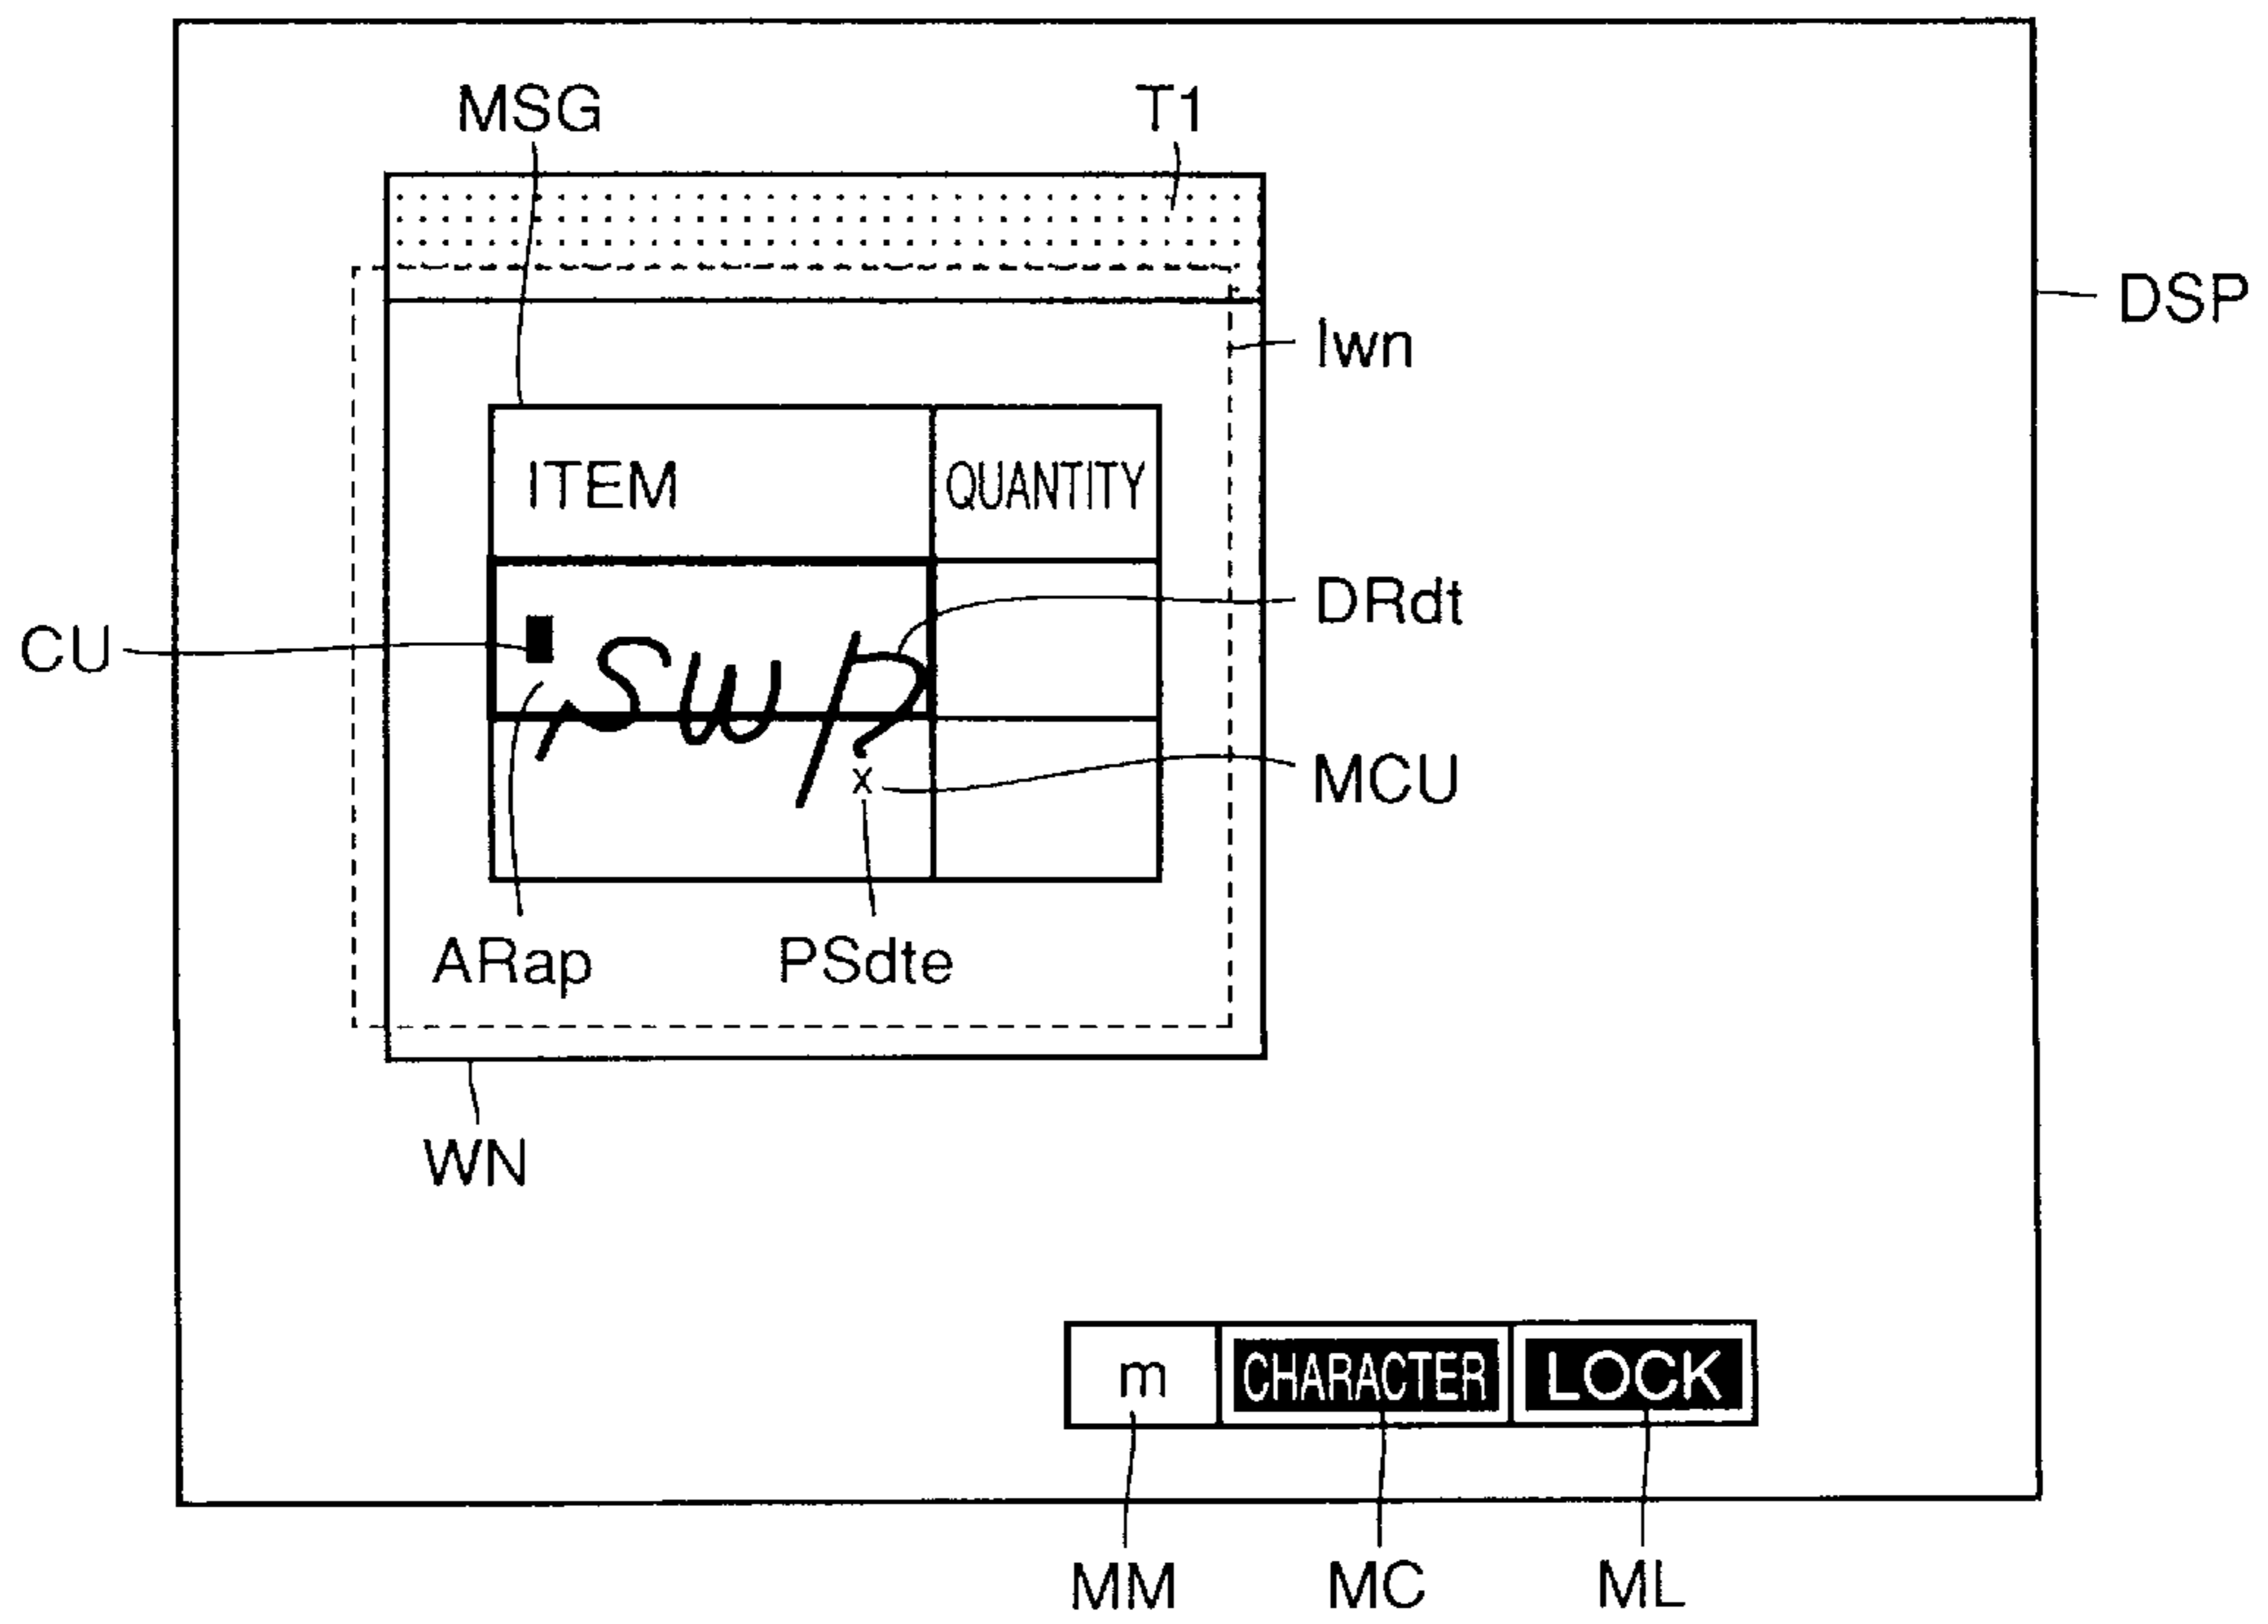 MSG T1
DSP
Iwn
ITEM QUANTITY
DRdt
CU swp
x MCU
ARap PSdte
WN
m CHARACTER LOCK
MM MC ML